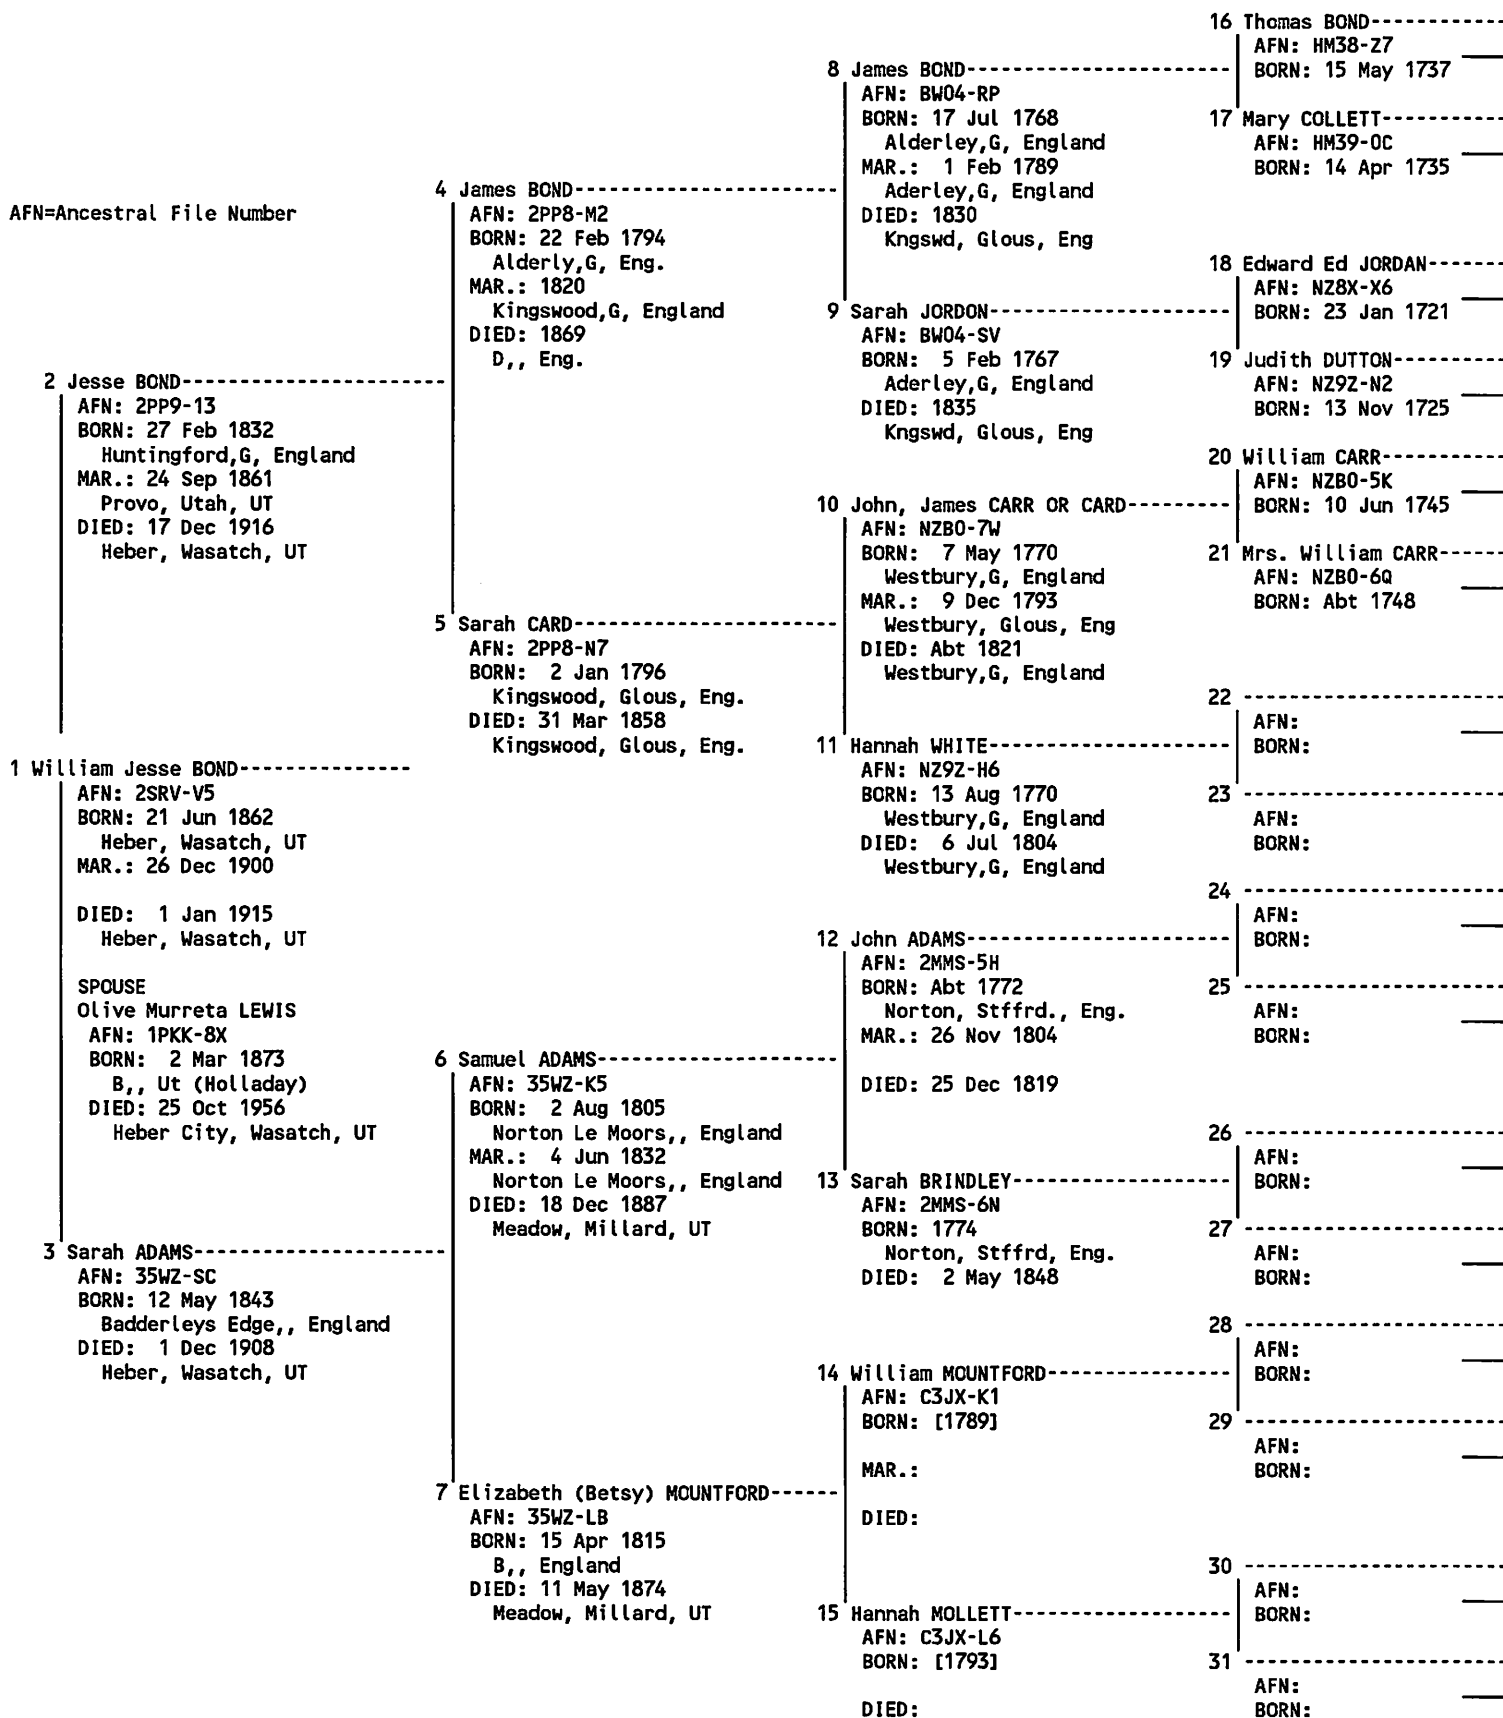 AFN=Ancestral File Number
1 William Jesse BOND---------------
AFN: 2SRV-V5
BORN: 21 Jun 1862
Heber, Wasatch, UT
MAR.: 26 Dec 1900
DIED:  1 Jan 1915
Heber, Wasatch, UT
SPOUSE
Olive Murreta LEWIS
AFN: 1PKK-8X
BORN:  2 Mar 1873
B,, Ut (Holladay)
DIED: 25 Oct 1956
Heber City, Wasatch, UT
2 Jesse BOND-----------------------
AFN: 2PP9-13
BORN: 27 Feb 1832
Huntingford,G, England
MAR.: 24 Sep 1861
Provo, Utah, UT
DIED: 17 Dec 1916
Heber, Wasatch, UT
3 Sarah ADAMS----------------------
AFN: 35WZ-SC
BORN: 12 May 1843
Badderleys Edge,, England
DIED:  1 Dec 1908
Heber, Wasatch, UT
4 James BOND-----------------------
AFN: 2PP8-M2
BORN: 22 Feb 1794
Alderly,G, Eng.
MAR.: 1820
Kingswood,G, England
DIED: 1869
D,, Eng.
5 Sarah CARD-----------------------
AFN: 2PP8-N7
BORN:  2 Jan 1796
Kingswood, Glous, Eng.
DIED: 31 Mar 1858
Kingswood, Glous, Eng.
6 Samuel ADAMS---------------------
AFN: 35WZ-K5
BORN:  2 Aug 1805
Norton Le Moors,, England
MAR.:  4 Jun 1832
Norton Le Moors,, England
DIED: 18 Dec 1887
Meadow, Millard, UT
7 Elizabeth (Betsy) MOUNTFORD------
AFN: 35WZ-LB
BORN: 15 Apr 1815
B,, England
DIED: 11 May 1874
Meadow, Millard, UT
8 James BOND-----------------------
AFN: BW04-RP
BORN: 17 Jul 1768
Alderley,G, England
MAR.:  1 Feb 1789
Aderley,G, England
DIED: 1830
Kngswd, Glous, Eng
9 Sarah JORDON---------------------
AFN: BW04-SV
BORN:  5 Feb 1767
Aderley,G, England
DIED: 1835
Kngswd, Glous, Eng
10 John, James CARR OR CARD---------
AFN: NZB0-7W
BORN:  7 May 1770
Westbury,G, England
MAR.:  9 Dec 1793
Westbury, Glous, Eng
DIED: Abt 1821
Westbury,G, England
11 Hannah WHITE---------------------
AFN: NZ9Z-H6
BORN: 13 Aug 1770
Westbury,G, England
DIED:  6 Jul 1804
Westbury,G, England
12 John ADAMS-----------------------
AFN: 2MMS-5H
BORN: Abt 1772
Norton, Stffrd., Eng.
MAR.: 26 Nov 1804
DIED: 25 Dec 1819
13 Sarah BRINDLEY-------------------
AFN: 2MMS-6N
BORN: 1774
Norton, Stffrd, Eng.
DIED:  2 May 1848
14 William MOUNTFORD----------------
AFN: C3JX-K1
BORN: [1789]
MAR.:
DIED:
15 Hannah MOLLETT-------------------
AFN: C3JX-L6
BORN: [1793]
DIED:
16 Thomas BOND------------
AFN: HM38-Z7
BORN: 15 May 1737
17 Mary COLLETT-----------
AFN: HM39-0C
BORN: 14 Apr 1735
18 Edward Ed JORDAN-------
AFN: NZ8X-X6
BORN: 23 Jan 1721
19 Judith DUTTON----------
AFN: NZ9Z-N2
BORN: 13 Nov 1725
20 William CARR-----------
AFN: NZB0-5K
BORN: 10 Jun 1745
21 Mrs. William CARR------
AFN: NZB0-6Q
BORN: Abt 1748
22 -----------------------
AFN:
BORN:
23 -----------------------
AFN:
BORN:
24 -----------------------
AFN:
BORN:
25 -----------------------
AFN:
BORN:
26 -----------------------
AFN:
BORN:
27 -----------------------
AFN:
BORN:
28 -----------------------
AFN:
BORN:
29 -----------------------
AFN:
BORN:
30 -----------------------
AFN:
BORN:
31 -----------------------
AFN:
BORN: